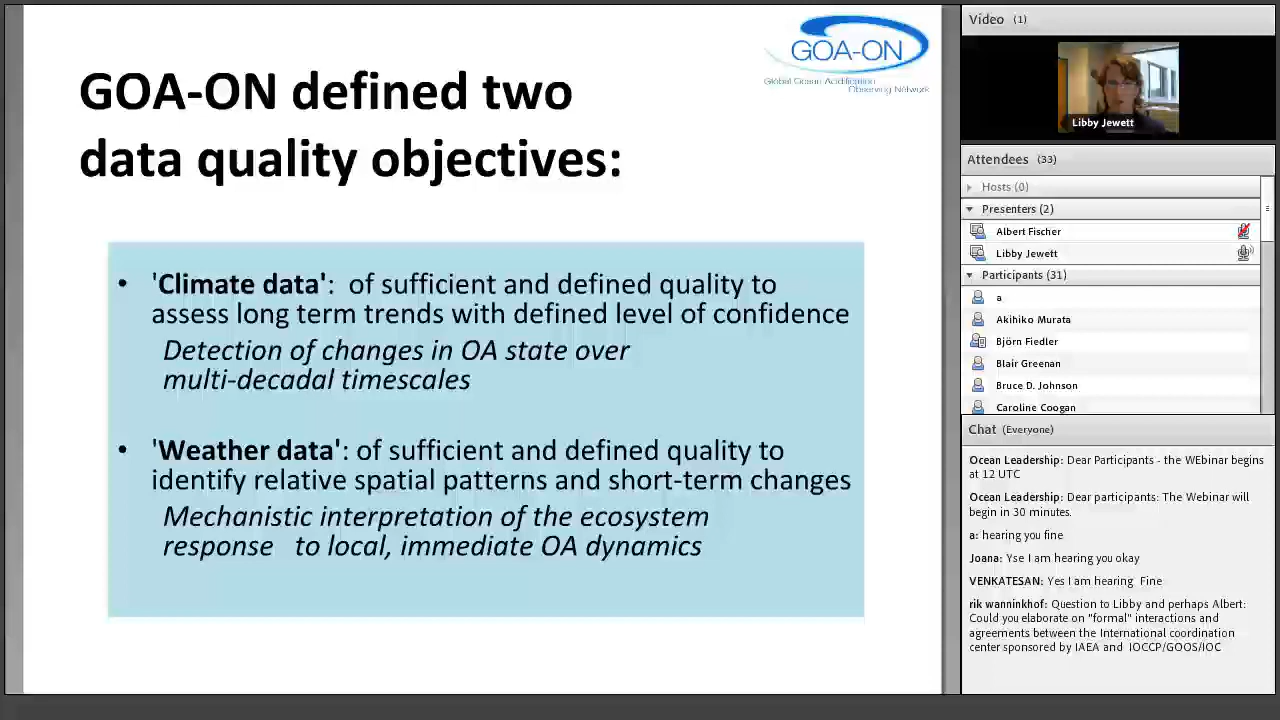 GOA-ON
Global Ocean Acidification
Observing Network
GOA-ON defined two
data quality objectives:
• 'Climate data':  of sufficient and defined quality to
assess long term trends with defined level of confidence
Detection of changes in OA state over
multi-decadal timescales
• 'Weather data': of sufficient and defined quality to
identify relative spatial patterns and short-term changes
Mechanistic interpretation of the ecosystem
response   to local, immediate OA dynamics
Video (1)
Libby Jewett
Attendees (33)
Hosts (0)
Presenters (2)
Albert Fischer
Libby Jewett
Participants (31)
a
Akihiko Murata
Björn Fiedler
Blair Greenan
Bruce D. Johnson
Caroline Coogan
Chat (Everyone)
Ocean Leadership: Dear Participants - the WEbinar begins
at 12 UTC
Ocean Leadership: Dear participants: The Webinar will
begin in 30 minutes.
a: hearing you fine
Joana: Yse I am hearing you okay
VENKATESAN: Yes I am hearing  Fine
rik wanninkhof: Question to Libby and perhaps Albert:
Could you elaborate on "formal" interactions and
agreements between the International coordination
center sponsored by IAEA and  IOCCP/GOOS/IOC